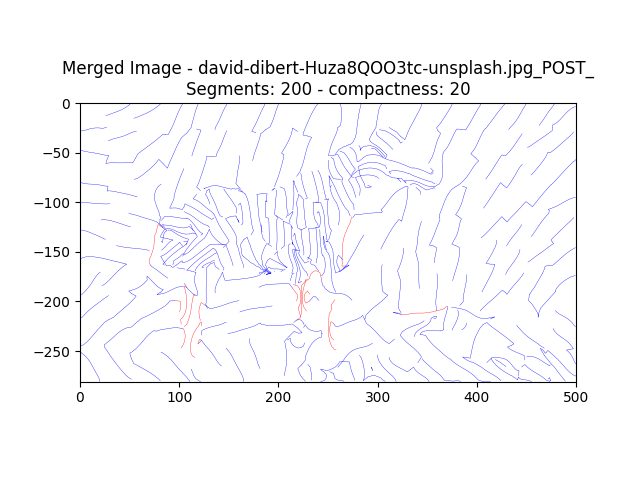 Merged Image - david-dibert-Huza8QOO3tc-unsplash.jpg_POST_
Segments: 200 - compactness: 20
0
−50
−100
−150
−200
−250
0 100 200 300 400 500